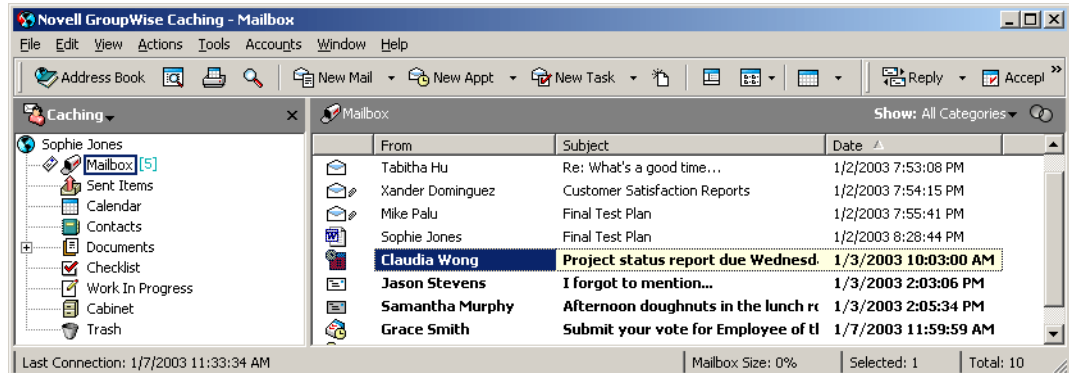 Novell GroupWise Caching - Mailbox
File Edit View Actions Tools Accounts Window Help
Address Book New Mail New Appt New Task Reply Accept »
Caching Mailbox Show: All Categories
Sophie Jones
Mailbox [5]
Sent Items
Calendar
Contacts
Documents
Checklist
Work In Progress
Cabinet
Trash
From Subject Date
Tabitha Hu Re: What's a good time... 1/2/2003 7:53:08 PM
Xander Dominguez Customer Satisfaction Reports 1/2/2003 7:54:15 PM
Mike Palu Final Test Plan 1/2/2003 7:55:41 PM
Sophie Jones Final Test Plan 1/2/2003 8:28:44 PM
Claudia Wong Project status report due Wednesd. 1/3/2003 10:03:00 AM
Jason Stevens I forgot to mention... 1/3/2003 2:03:06 PM
Samantha Murphy Afternoon doughnuts in the lunch 1/3/2003 2:05:34 PM
Grace Smith Submit your vote for Employee of 1/7/2003 11:59:59 AM
Last Connection: 1/7/2003 11:33:34 AM Mailbox Size: 0% Selected: 1 Total: 10